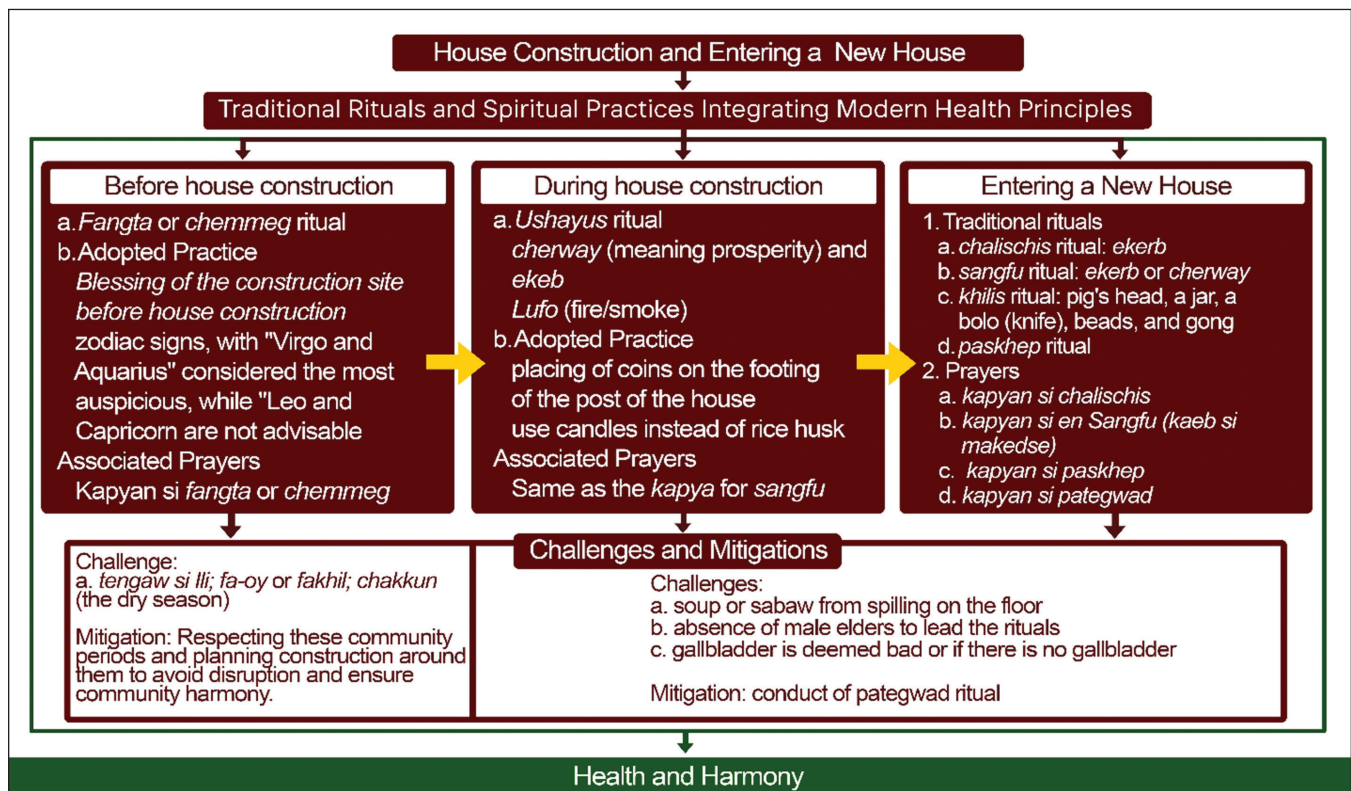 House Construction and Entering a New House
Traditional Rituals and Spiritual Practices Integrating Modern Health Principles
Before house construction
a. Fangta or chemmeg ritual
b. Adopted Practice
Blessing of the construction site
before house construction
zodiac signs, with "Virgo and
Aquarius" considered the most
auspicious, while "Leo and
Capricorn are not advisable
Associated Prayers
Kapyan si fangta or chemmeg
During house construction
a. Ushayus ritual
cherway (meaning prosperity) and
ekeb
Lufo (fire/smoke)
b. Adopted Practice
placing of coins on the footing
of the post of the house
use candles instead of rice husk
Associated Prayers
Same as the kapya for sangfu
Entering a New House
1. Traditional rituals
a. chalischis ritual: ekerb
b. sangfu ritual: ekerb or cherway
c. khilis ritual: pig's head, a jar, a
bolo (knife), beads, and gong
d. paskhep ritual
2. Prayers
a. kapyan si chalischis
b. kapyan si en Sangfu (kaeb si
makedse)
c. kapyan si paskhep
d. kapyan si pategwad
Challenges and Mitigations
Challenge:
a. tengaw si Ili; fa-oy or fakhil; chakkun
(the dry season)
Mitigation: Respecting these community
periods and planning construction around
them to avoid disruption and ensure
community harmony.
Challenges:
a. soup or sabaw from spilling on the floor
b. absence of male elders to lead the rituals
c. gallbladder is deemed bad or if there is no gallbladder
Mitigation: conduct of pategwad ritual
Health and Harmony